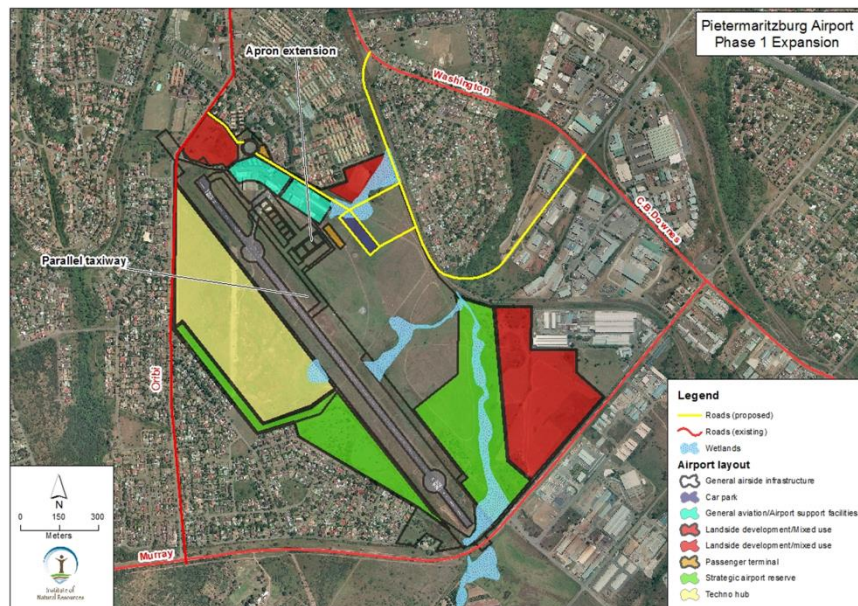 Pietermaritzburg Airport
Phase 1 Expansion
Apron extension
Washington
C.B.Downes
Parallel taxiway
Oribi
Murray
N
0 150 300
Meters
Institute of
Natural Resources
Legend
Roads (proposed)
Roads (existing)
Wetlands
Airport layout
General airside infrastructure
Car park
General aviation/Airport support facilities
Landside development/Mixed use
Landside development/mixed use
Passenger terminal
Strategic airport reserve
Techno hub